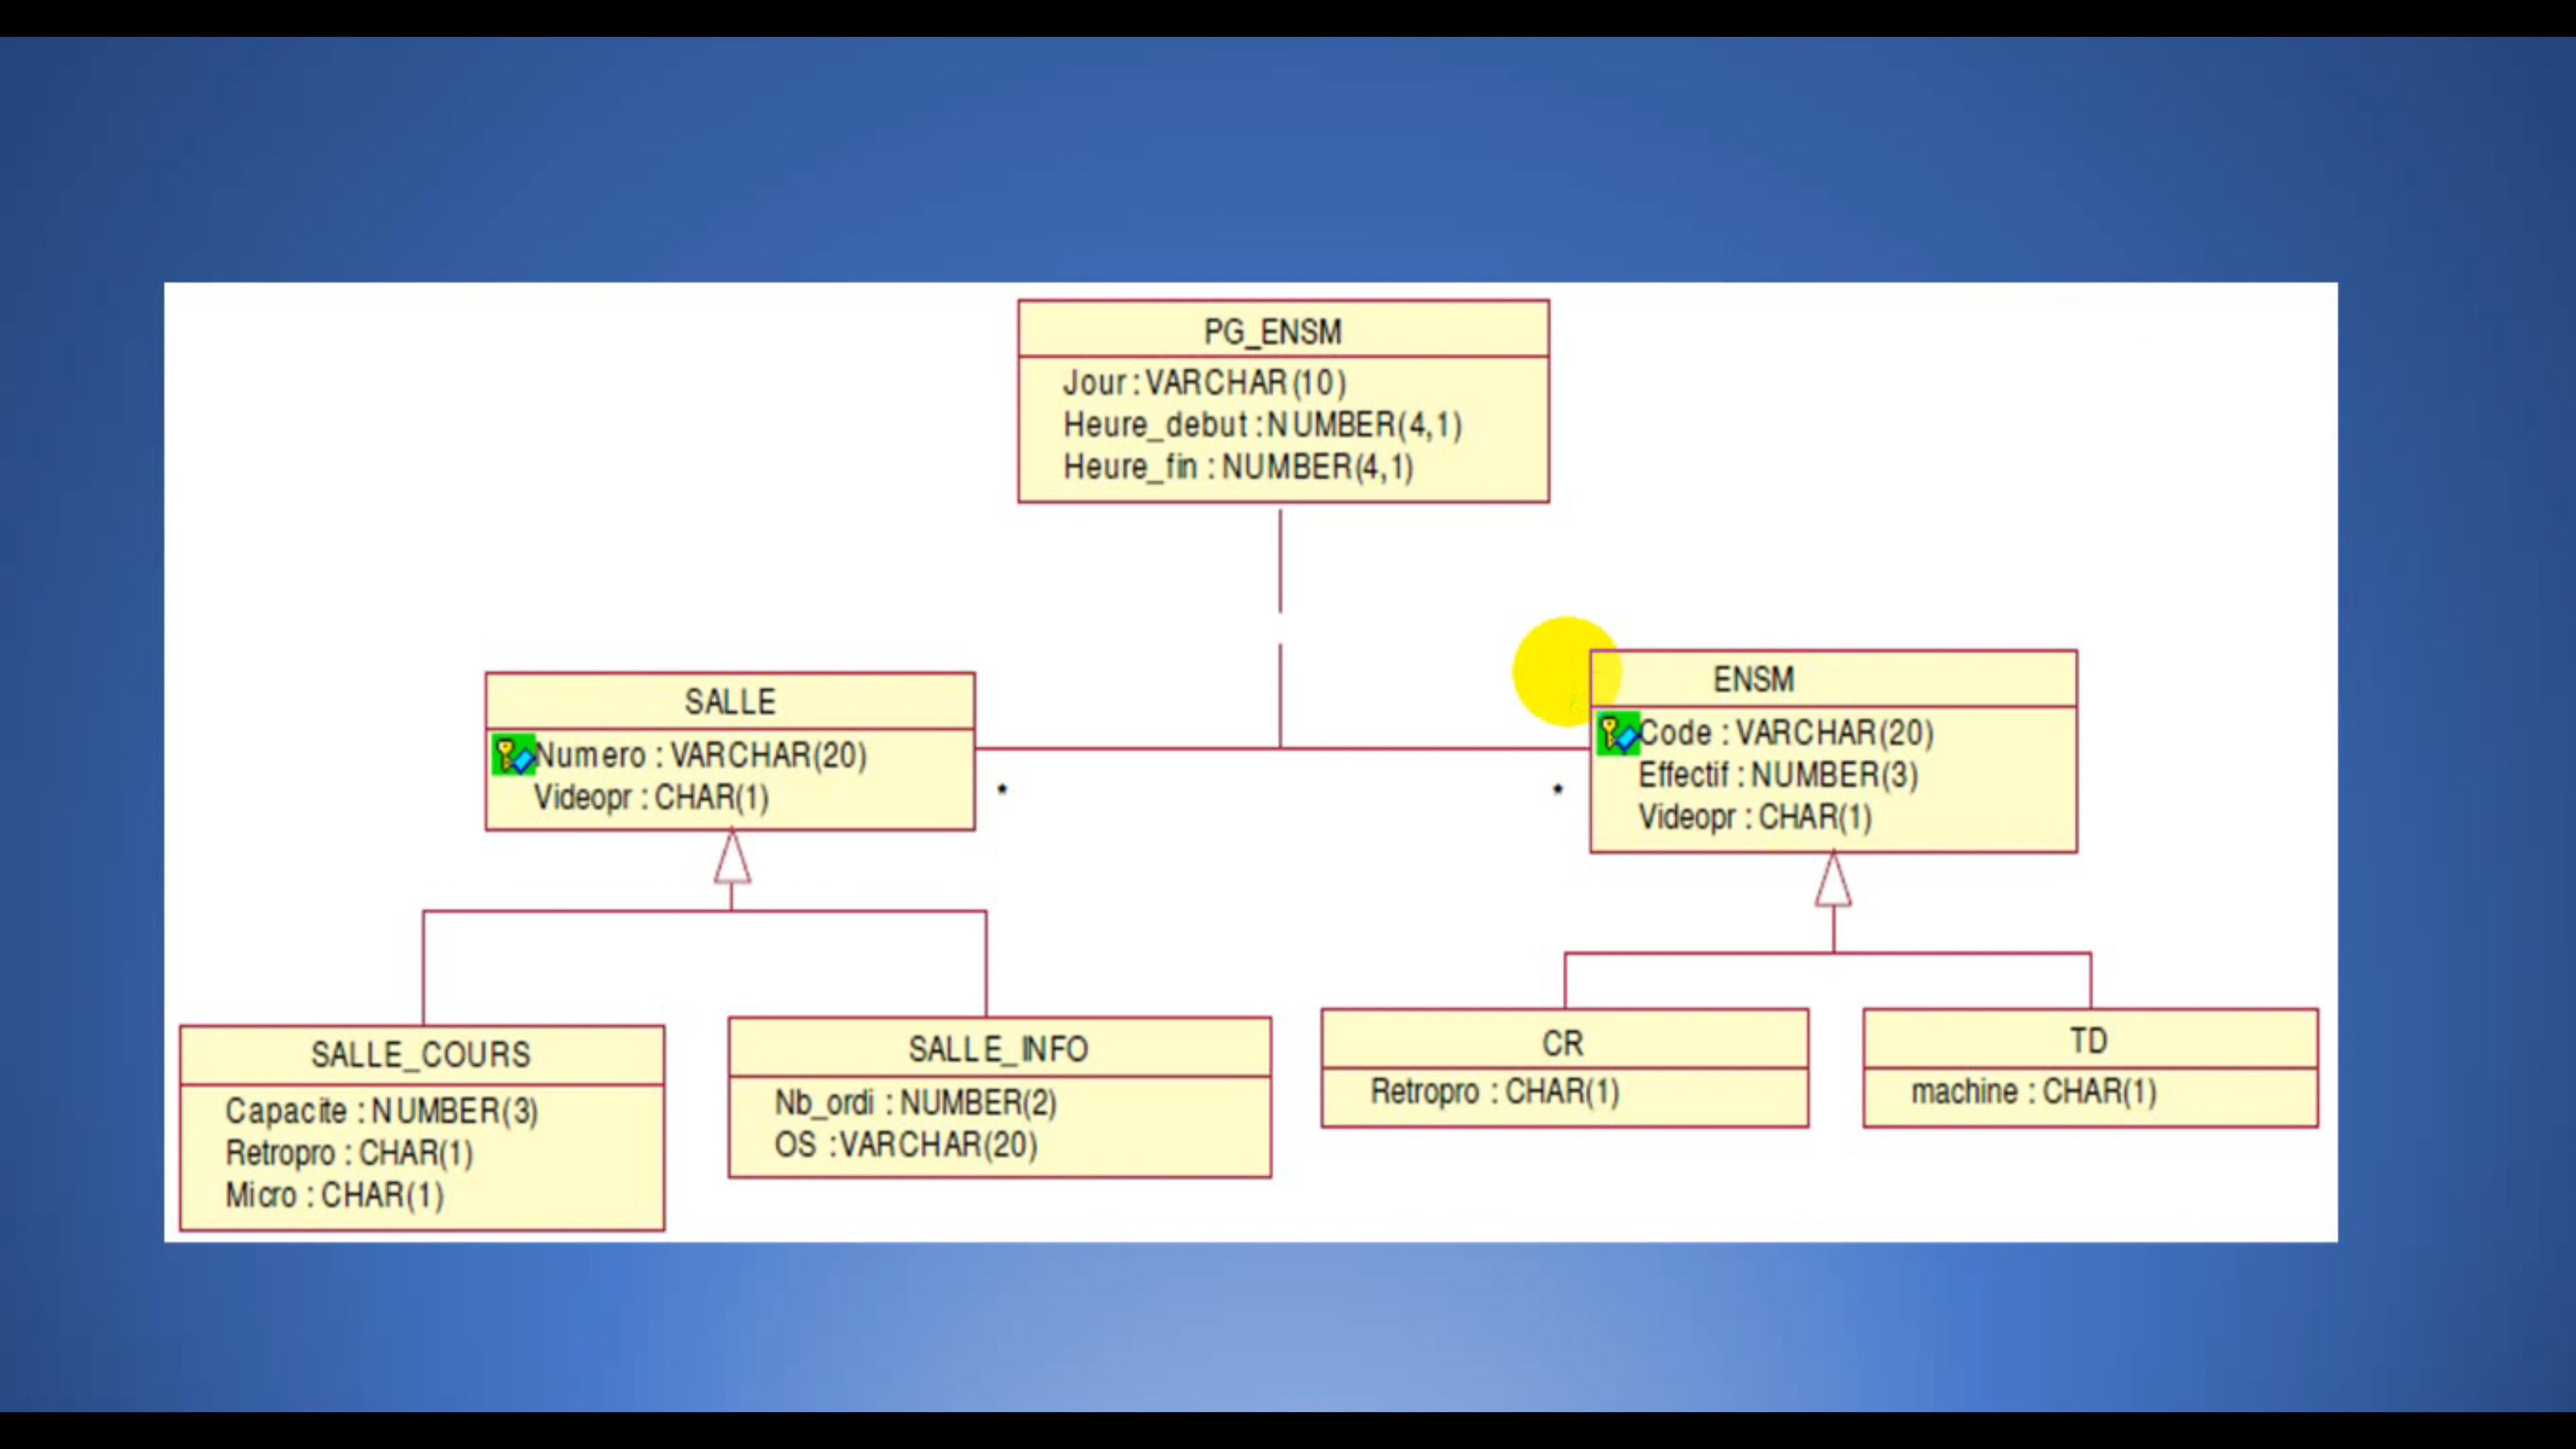 PG_ENSM
Jour : VARCHAR(10)
Heure_debut : NUMBER(4,1)
Heure_fin : NUMBER(4,1)
SALLE
Numero : VARCHAR(20)
Videopr : CHAR(1)
*
*
ENSM
Code : VARCHAR(20)
Effectif : NUMBER(3)
Videopr : CHAR(1)
SALLE_COURS
Capacite : NUMBER(3)
Retropro : CHAR(1)
Micro : CHAR(1)
SALLE_INFO
Nb_ordi : NUMBER(2)
OS : VARCHAR(20)
CR
Retropro : CHAR(1)
TD
machine : CHAR(1)